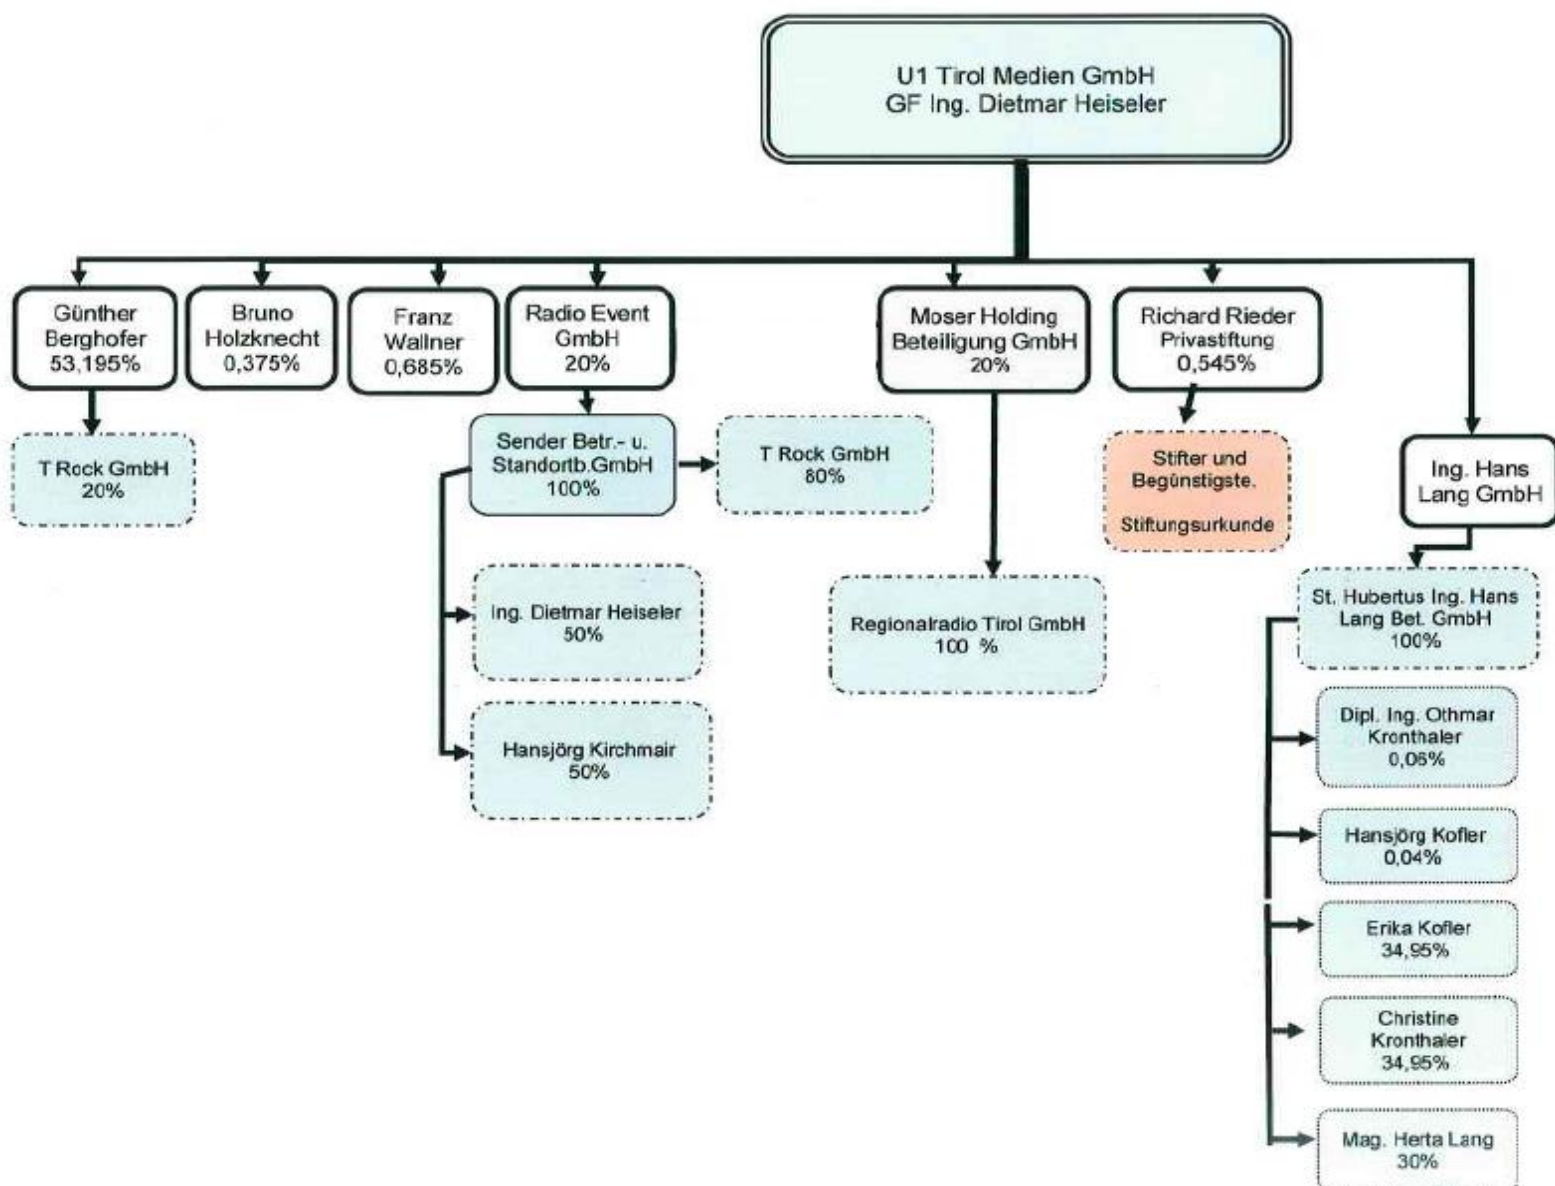 U1 Tirol Medien GmbH
GF Ing. Dietmar Heiseler
Günther
Berghofer
53,195%
Bruno
Holzknecht
0,375%
Franz
Wallner
0,685%
Radio Event
GmbH
20%
Moser Holding
Beteiligung GmbH
20%
Richard Rieder
Privastiftung
0,545%
Ing. Hans
Lang GmbH
T Rock GmbH
20%
Sender Betr.- u.
Standortb.GmbH
100%
T Rock GmbH
80%
Stifter und
Begünstigste.
Stiftungsurkunde
Ing. Dietmar Heiseler
50%
Hansjörg Kirchmair
50%
Regionalradio Tirol GmbH
100 %
St. Hubertus Ing. Hans
Lang Bet. GmbH
100%
Dipl. Ing. Othmar
Kronthaler
0,06%
Hansjörg Kofler
0,04%
Erika Kofler
34,95%
Christine
Kronthaler
34,95%
Mag. Herta Lang
30%